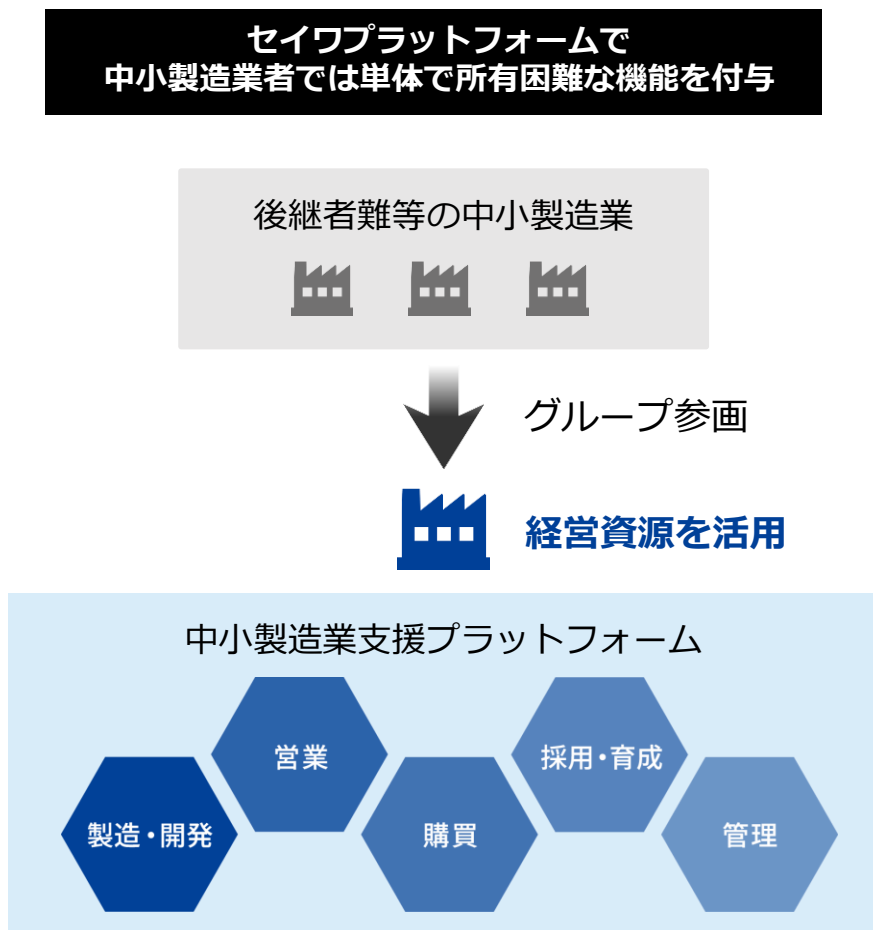 セイワプラットフォームで
中小製造業者では単体で所有困難な機能を付与
後継者難等の中小製造業
グループ参画
経営資源を活用
中小製造業支援プラットフォーム
製造・開発
営業
購買
採用・育成
管理